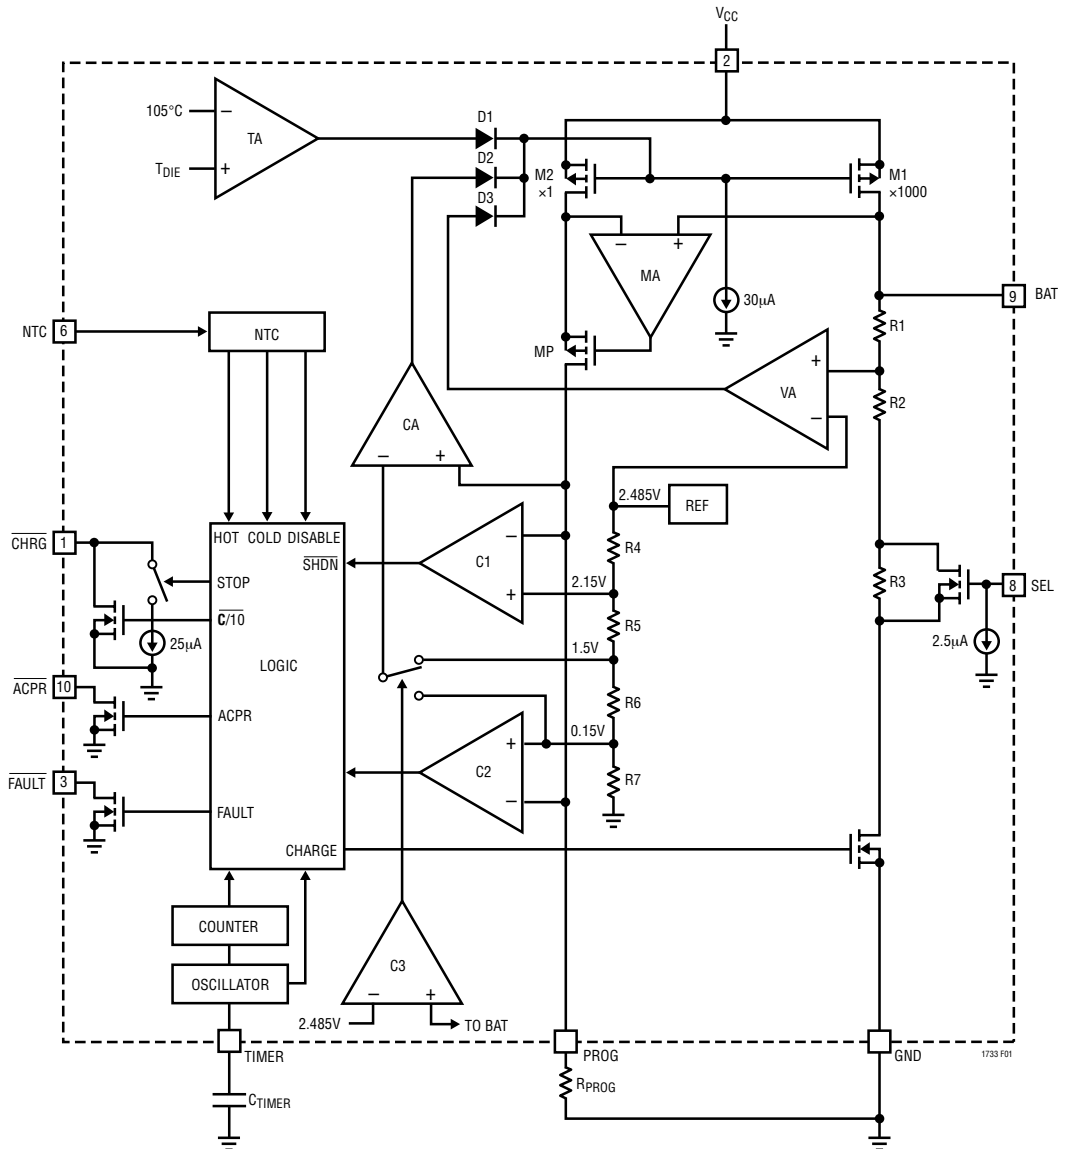 VCC
2
105°C
–
TA
TDIE
+
D1
D2
D3
M2
×1
M1
×1000
–
+
MA
30µA
9
BAT
R1
NTC
6
NTC
MP
+
VA
–
R2
CA
–
+
2.485V
REF
CHRG
1
HOT
COLD
DISABLE
SHDN
–
C1
+
R4
2.15V
R3
8
SEL
STOP
C/10
25µA
LOGIC
R5
1.5V
2.5µA
ACPR
10
ACPR
R6
0.15V
+
C2
–
R7
FAULT
3
FAULT
CHARGE
COUNTER
OSCILLATOR
C3
–
+
2.485V
TO BAT
TIMER
PROG
GND
1733 F01
RPROG
CTIMER